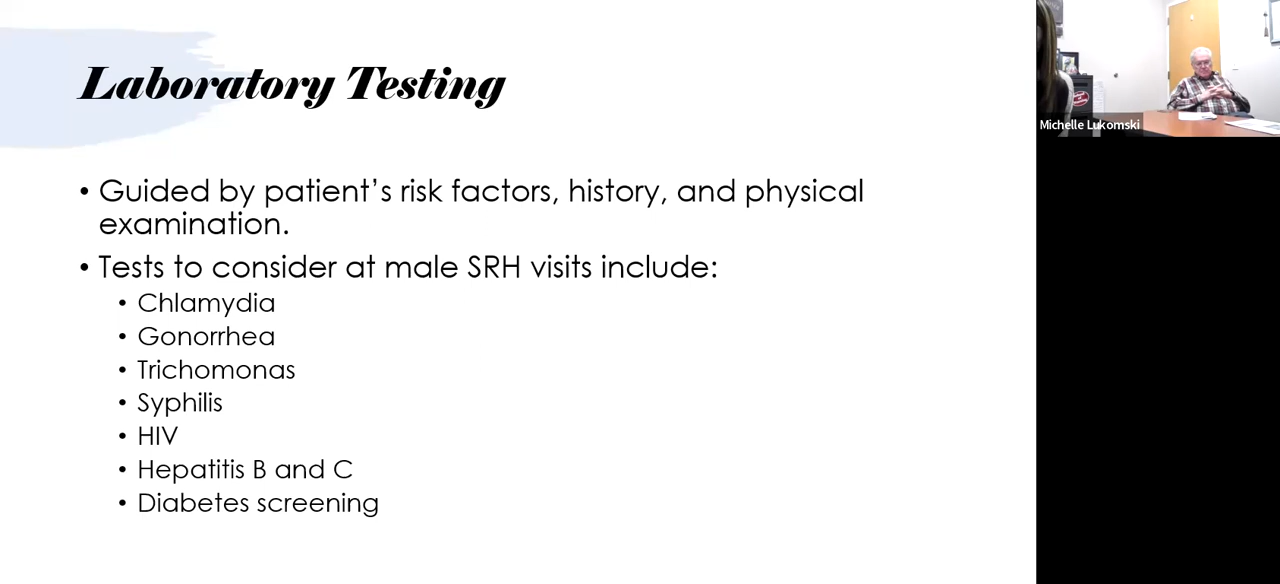 Laboratory Testing
• Guided by patient's risk factors, history, and physical
examination.
• Tests to consider at male SRH visits include:
• Chlamydia
• Gonorrhea
• Trichomonas
• Syphilis
• HIV
• Hepatitis B and C
• Diabetes screening
Michelle Lukomski